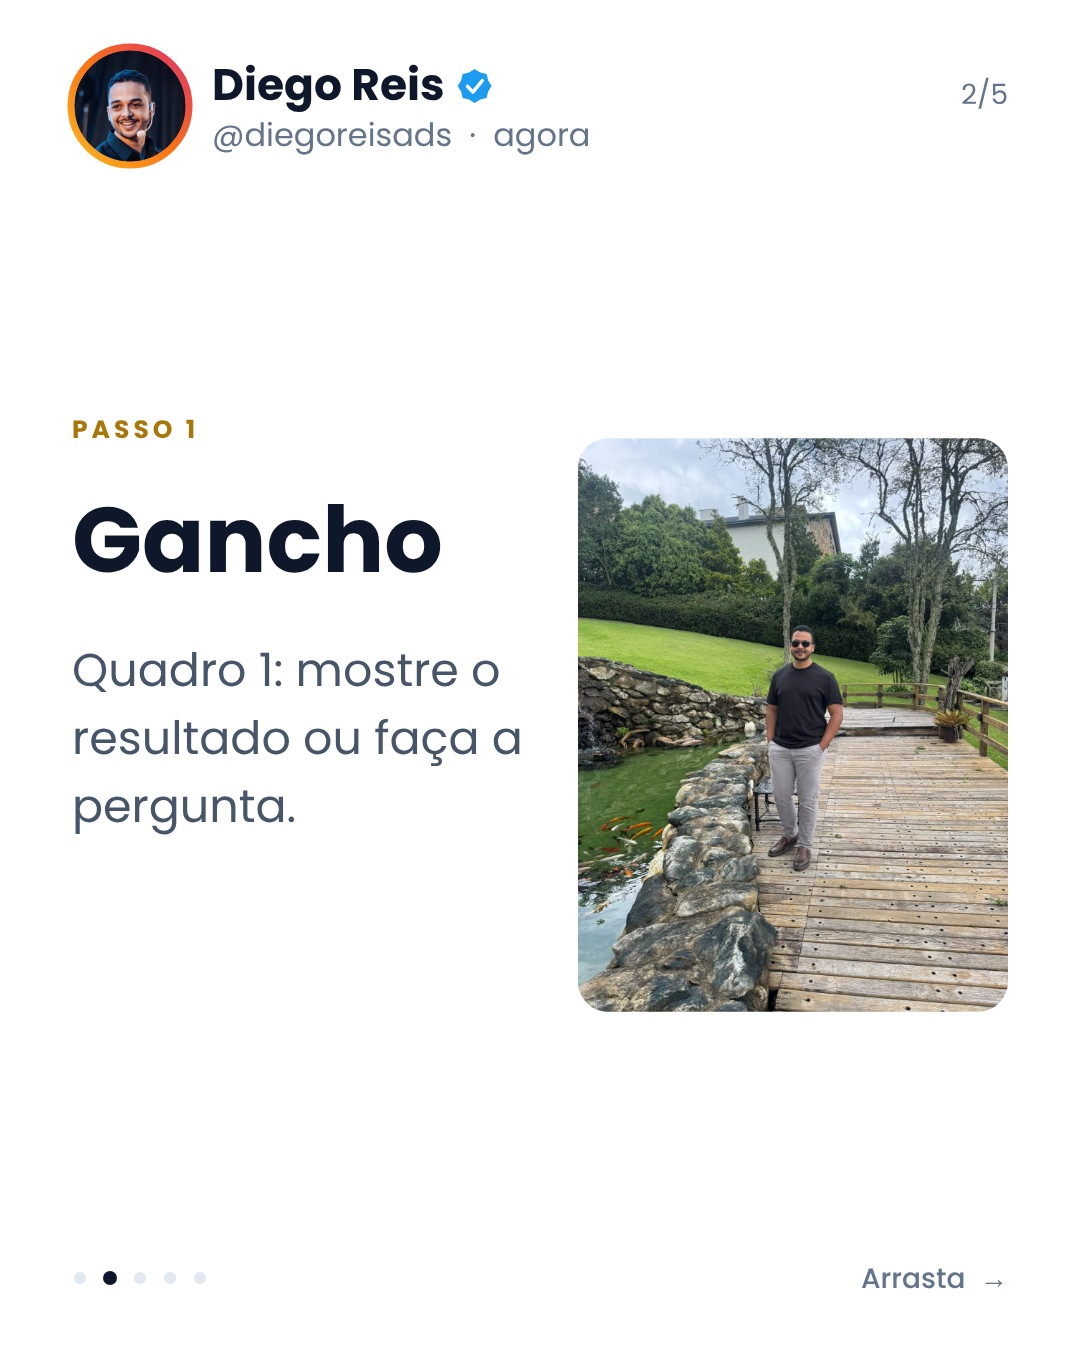 Diego Reis
@diegoreisads · agora
2/5
PASSO 1
Gancho
Quadro 1: mostre o
resultado ou faça a
pergunta.
Arrasta →